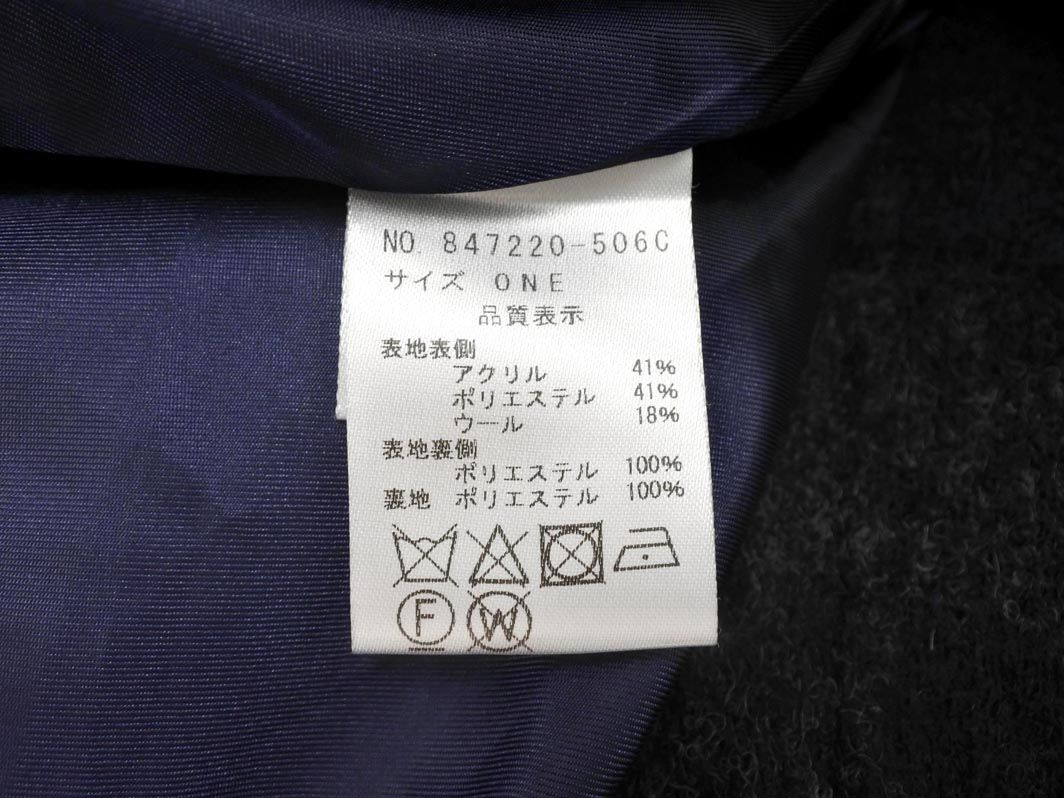 NO. 847220-506C
サイズ ONE
品質表示
表地表側
アクリル 41%
ポリエステル 41%
ウール 18%
表地裏側
ポリエステル 100%
裏地 ポリエステル 100%
F W